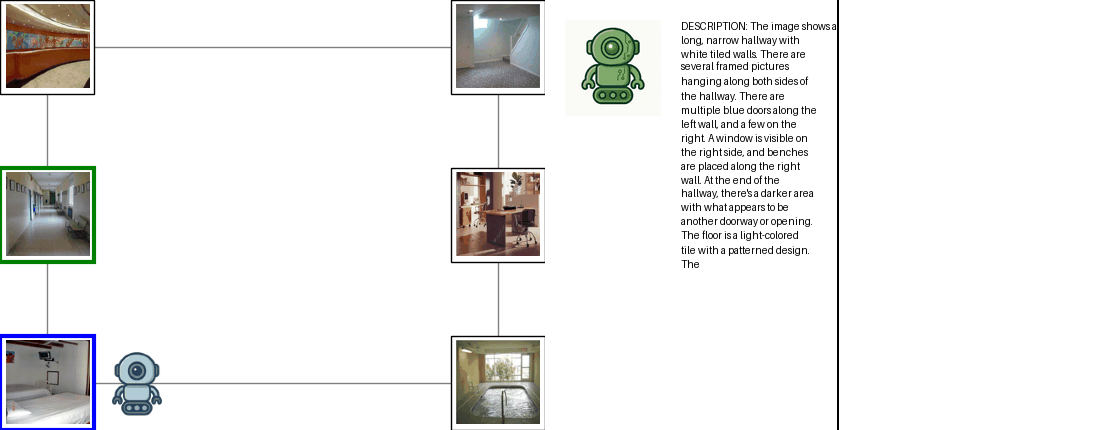 DESCRIPTION: The image shows a
long, narrow hallway with
white tiled walls. There are
several framed pictures
hanging along both sides of
the hallway. There are
multiple blue doors along the
left wall, and a few on the
right. A window is visible on
the right side, and benches
are placed along the right
wall. At the end of the
hallway, there's a darker area
with what appears to be
another doorway or opening.
The floor is a light-colored
tile with a patterned design.
The